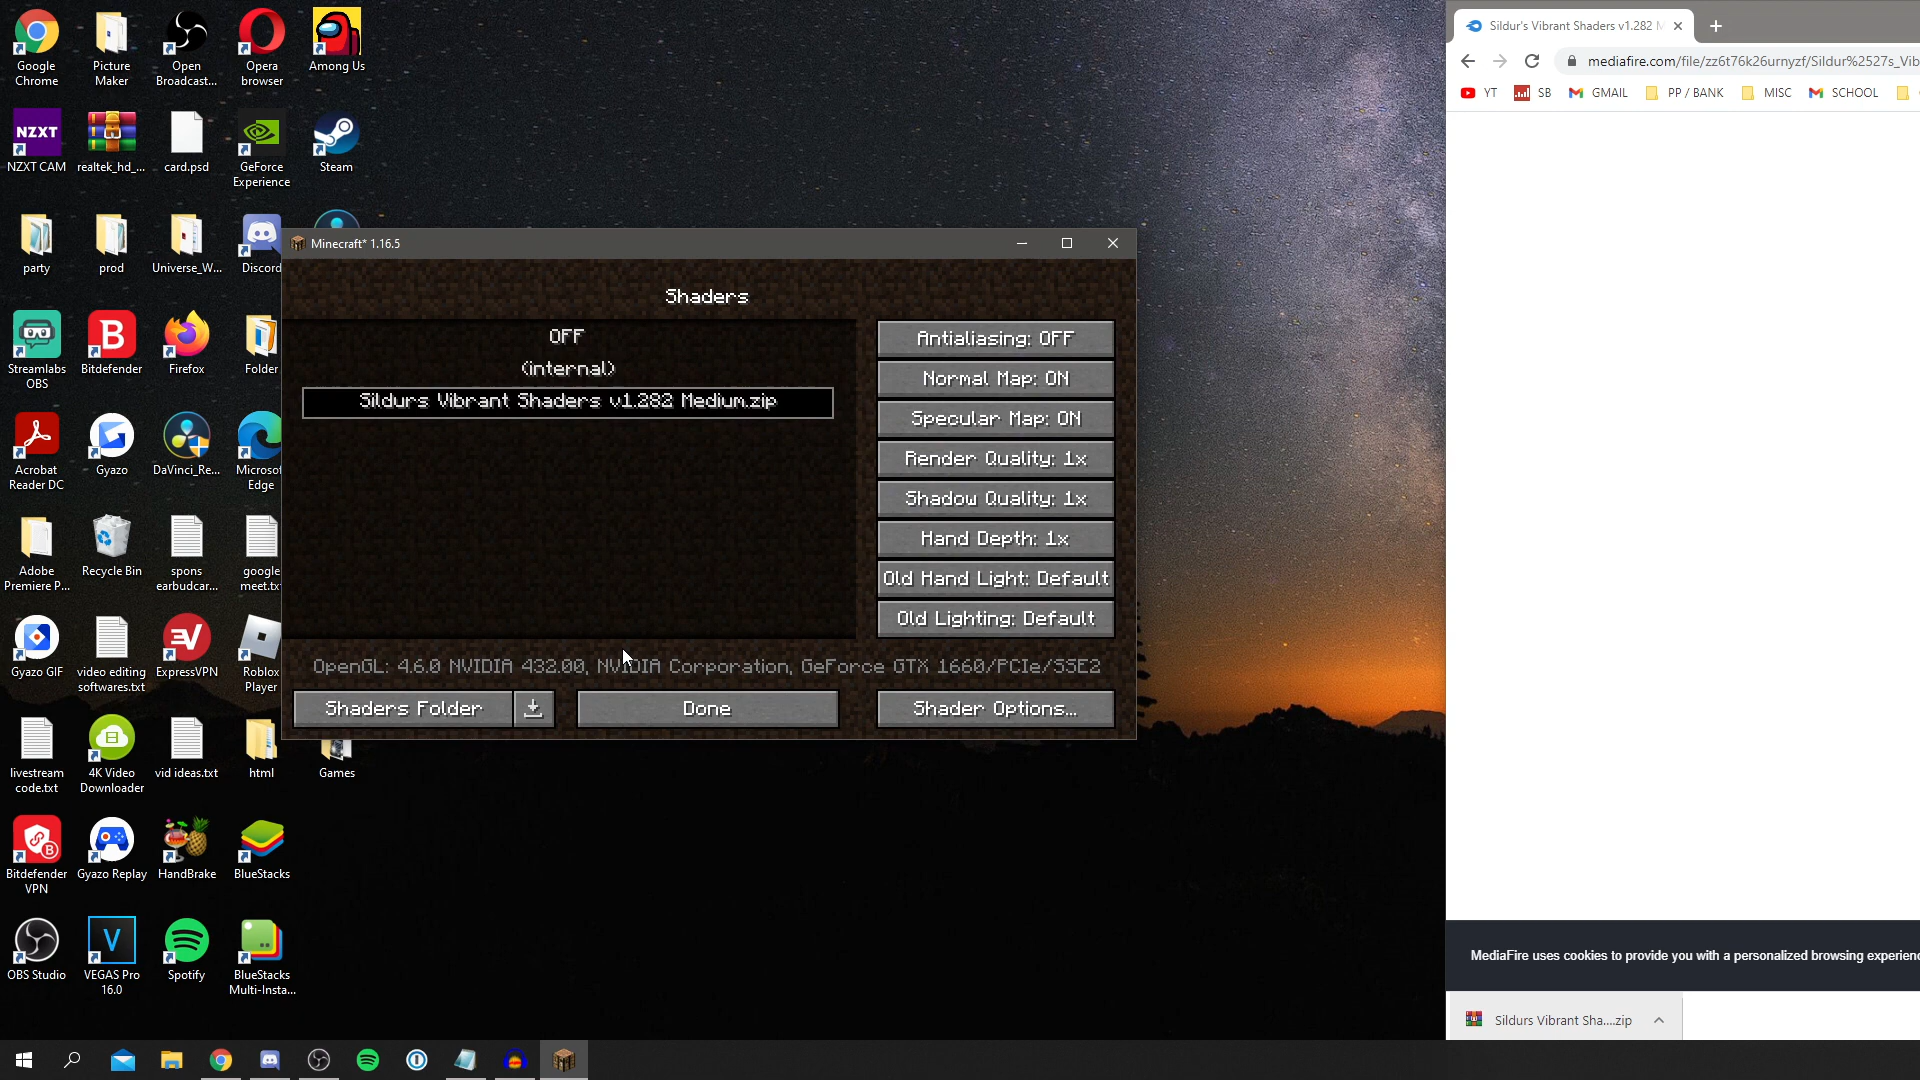 Google
Chrome
Picture
Maker
Open
Broadcast...
Opera
browser
Among Us
NZXT
NZXT CAM
realtek_hd_...
card.psd
GeForce
Experience
Steam
party
prod
Universe_W...
Discord
Streamlabs
OBS
Bitdefender
Firefox
Folder
Acrobat
Reader DC
Gyazo
DaVinci_Re...
Microsof
Edge
Adobe
Premiere P...
Recycle Bin
spons
earbudcar...
google
meet.tx
Gyazo GIF
video editing
softwares.txt
ExpressVPN
Roblox
Player
livestream
code.txt
4K Video
Downloader
vid ideas.txt
html
Games
Bitdefender
VPN
Gyazo Replay
HandBrake
BlueStacks
OBS Studio
VEGAS Pro
16.0
Spotify
BlueStacks
Multi-Insta...
Minecraft* 1.16.5
Shaders
OFF
(internal)
Sildurs Vibrant Shaders v1.282 Medium.zip
Antialiasing: OFF
Normal Map: ON
Specular Map: ON
Render Quality: 1x
Shadow Quality: 1x
Hand Depth: 1x
Old Hand Light: Default
Old Lighting: Default
OpenGL: 4.6.0 NVIDIA 432.00, NVIDIA Corporation, GeForce GTX 1660/PCIe/SSE2
Shaders Folder
Done
Shader Options...
Sildur's Vibrant Shaders v1.282 M
mediafire.com/file/zz6t76k26urnyzf/Sildur%2527s_Vib
YT
SB
GMAIL
PP / BANK
MISC
SCHOOL
MediaFire uses cookies to provide you with a personalized browsing experienc
Sildurs Vibrant Sha....zip